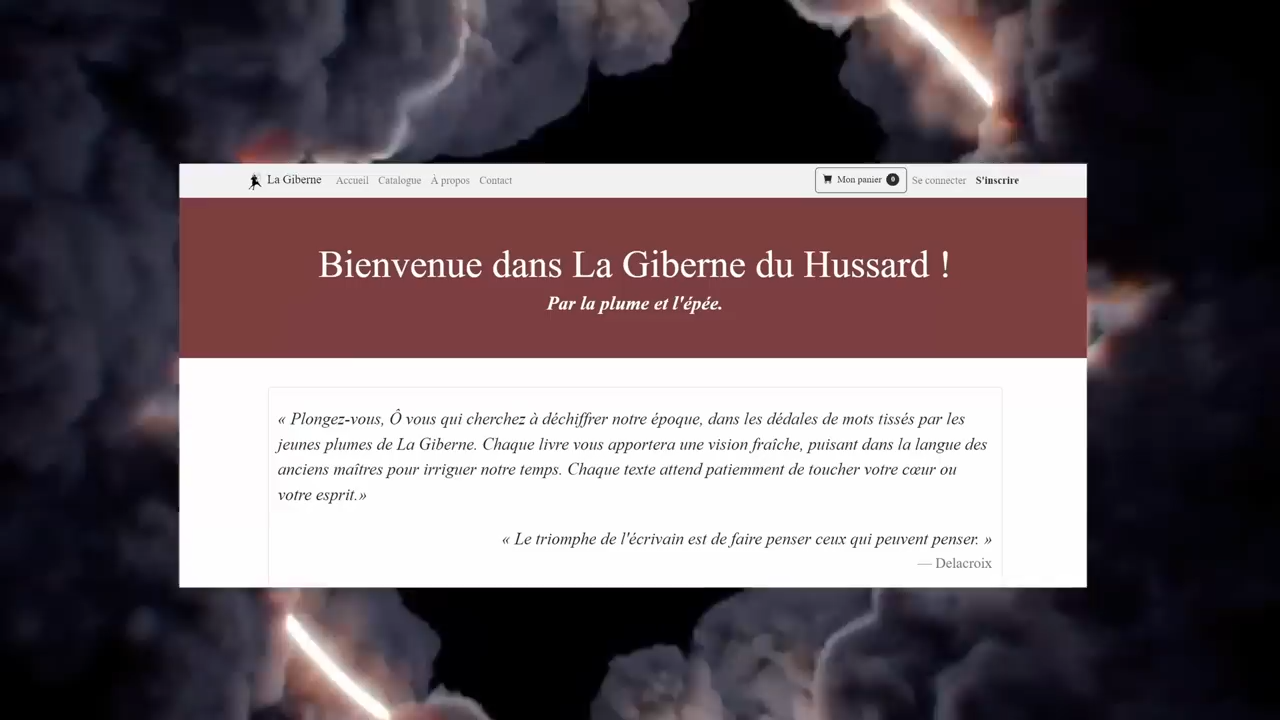 La Giberne Accueil Catalogue À propos Contact Mon panier 0 Se connecter S'inscrire
Bienvenue dans La Giberne du Hussard !
Par la plume et l'épée.
« Plongez-vous, Ô vous qui cherchez à déchiffrer notre époque, dans les dédales de mots tissés par les
jeunes plumes de La Giberne. Chaque livre vous apportera une vision fraîche, puisant dans la langue des
anciens maîtres pour irriguer notre temps. Chaque texte attend patiemment de toucher votre cœur ou
votre esprit.»
« Le triomphe de l'écrivain est de faire penser ceux qui peuvent penser. »
— Delacroix